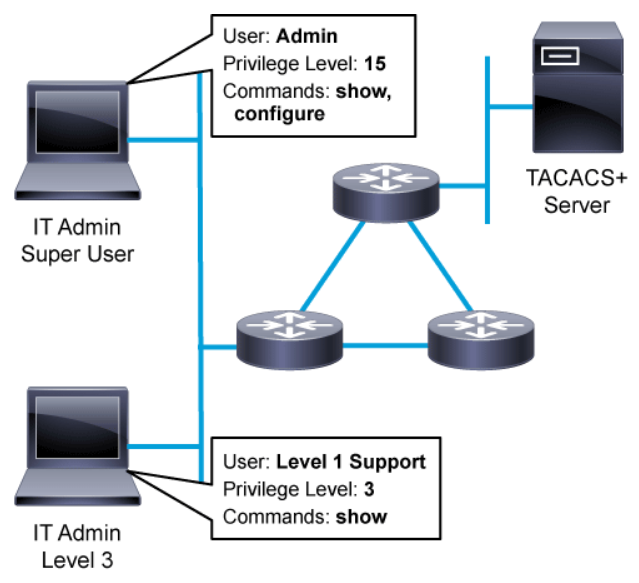 User: Admin
Privilege Level: 15
Commands: show,
configure
IT Admin
Super User
TACACS+
Server
User: Level 1 Support
Privilege Level: 3
Commands: show
IT Admin
Level 3